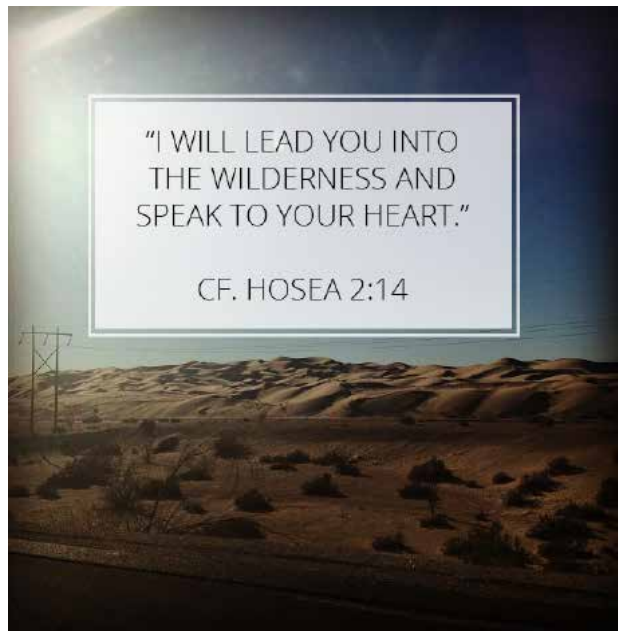 “I WILL LEAD YOU INTO
THE WILDERNESS AND
SPEAK TO YOUR HEART.”
CF. HOSEA 2:14